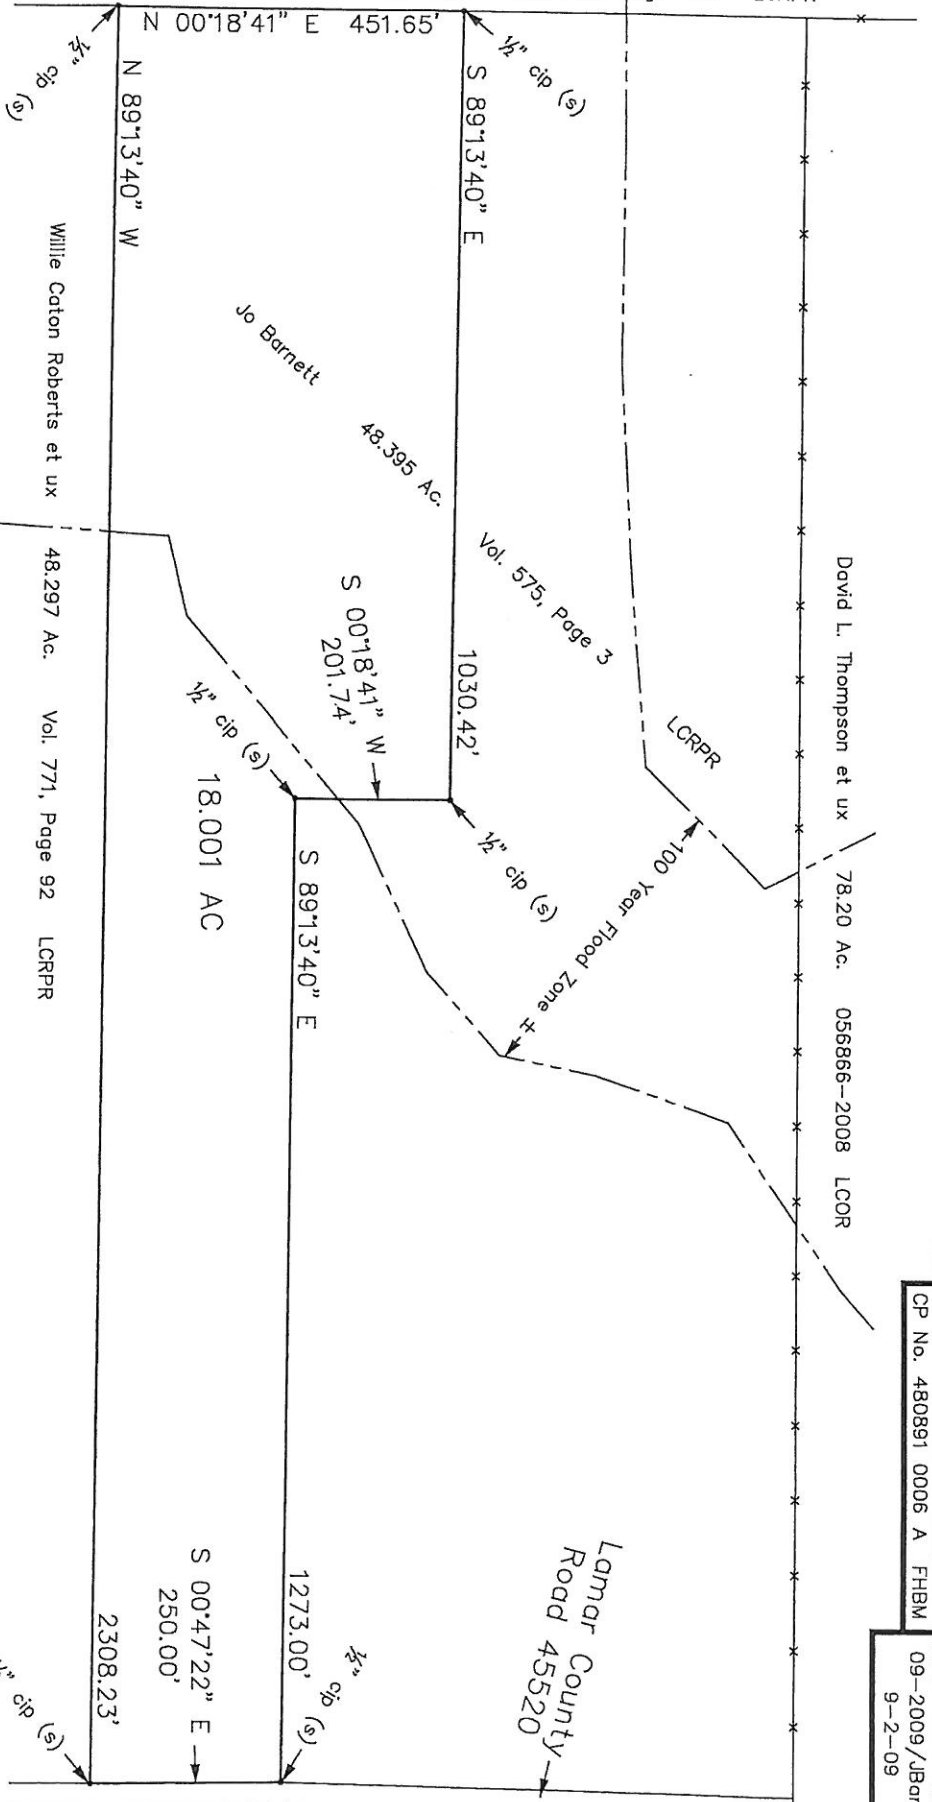 CP No. 480891 0006 A FHBM
9-2-09
David L. Thompson et ux 78.20 Ac. 056866-2008 LCOR
LCRPR
100 Year Flood Zone ±
Lamar County
Road 45520
½" cip (s)
S 89°13'40" E
1030.42'
Jo Barnett
48.395 Ac.
Vol. 575, Page 3
N 00°18'41" E 451.65'
S 00°18'41" W
201.74'
½" cip (s)
½" cip (s)
18.001 AC
S 89°13'40" E
1273.00'
½" cip (s)
S 00°47'22" E
250.00'
½" cip (s)
N 89°13'40" W
2308.23'
cip (s)
Willie Caton Roberts et ux 48.297 Ac. Vol. 771, Page 92 LCRPR